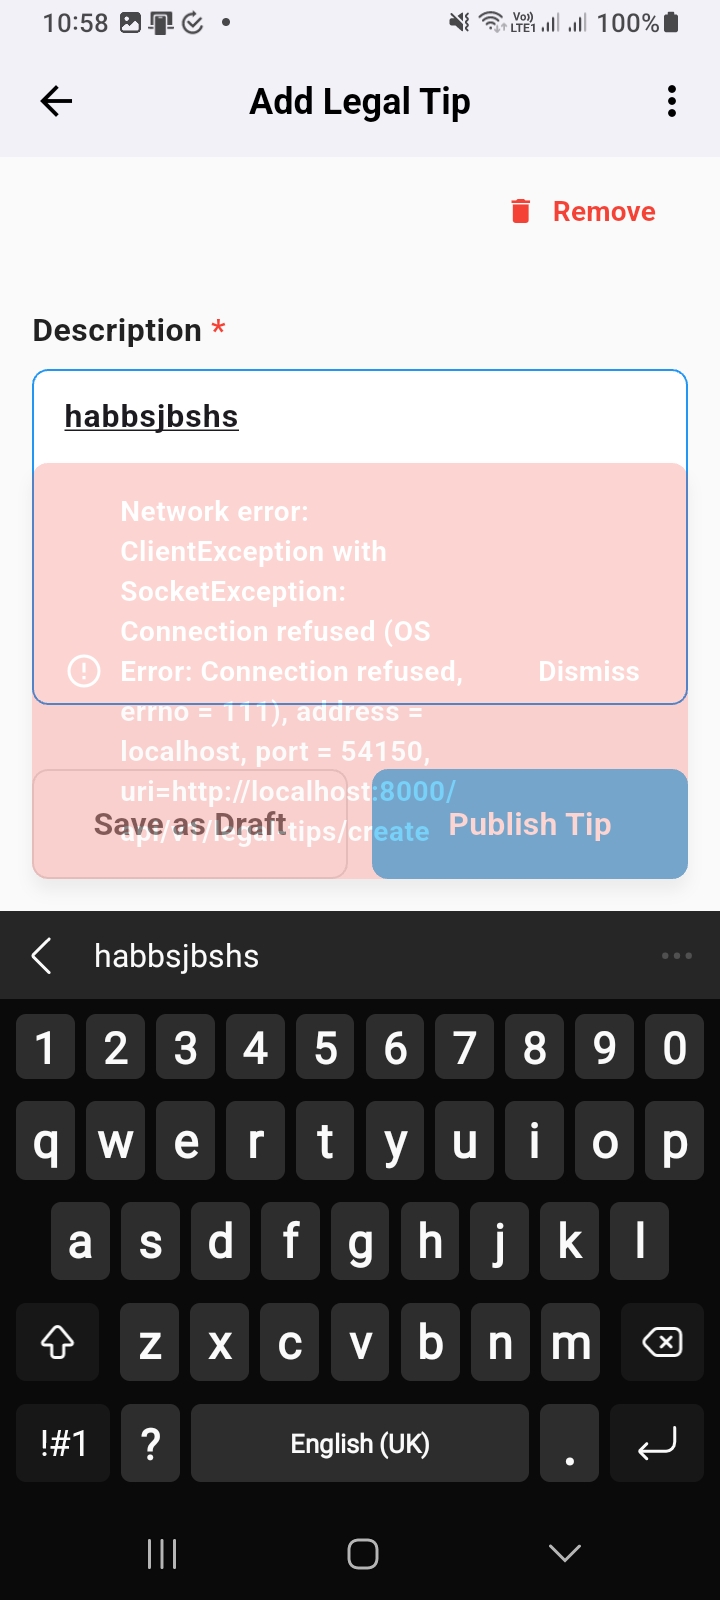 10:58 Vo)) LTE1 100%
Add Legal Tip
Remove
Description *
habbsjbshs
Network error:
ClientException with
SocketException:
Connection refused (OS
Error: Connection refused,
Dismiss
errno = 111), address =
localhost, port = 54150,
uri=http://localhost:8000/
api/v1/legal-tips/create
Save as Draft
Publish Tip
habbsjbshs
1 2 3 4 5 6 7 8 9 0
q w e r t y u i o p
a s d f g h j k l
z x c v b n m
!#1 ? English (UK) .